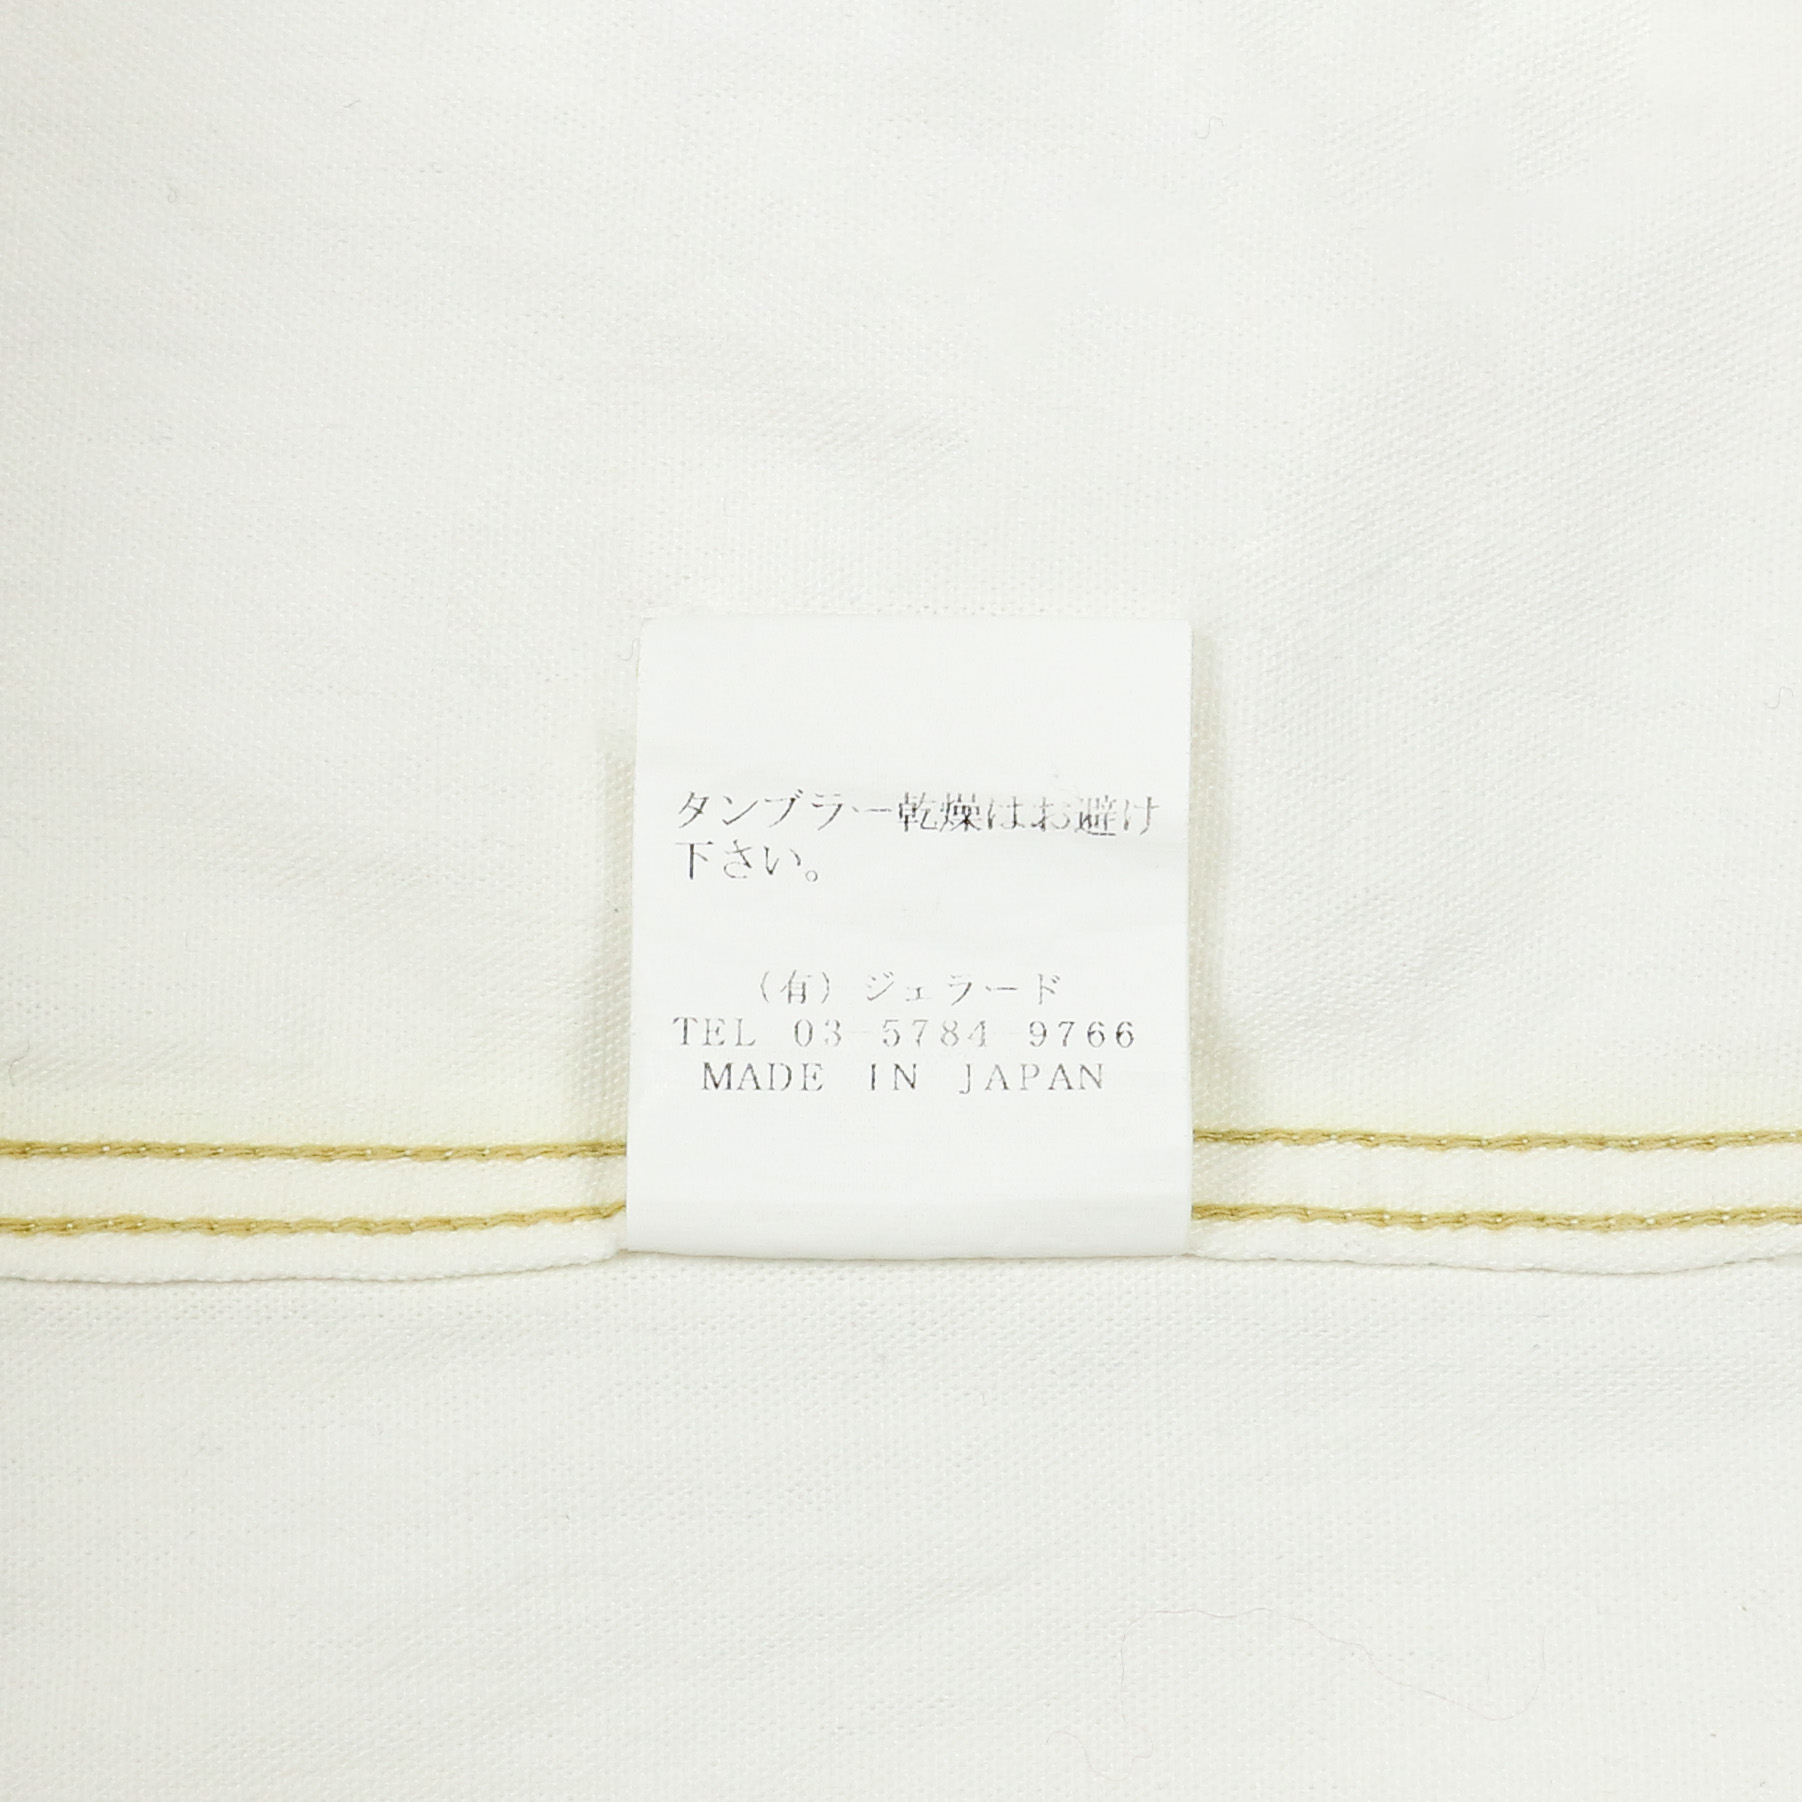 タンブラー乾燥はお避け
下さい。
(有)ジェラード
TEL 03-5784-9766
MADE IN JAPAN